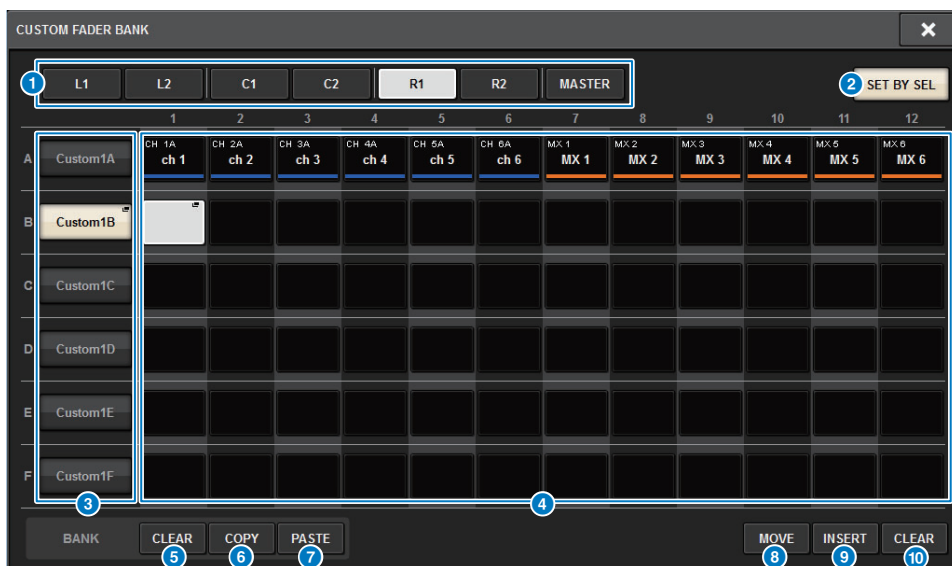 CUSTOM FADER BANK
1 L1 L2 C1 C2 R1 R2 MASTER 2 SET BY SEL
1 2 3 4 5 6 7 8 9 10 11 12
A Custom1A CH 1A CH 2A CH 3A CH 4A CH 5A CH 6A MX 1 MX 2 MX 3 MX 4 MX 5 MX 6
ch 1 ch 2 ch 3 ch 4 ch 5 ch 6 MX 1 MX 2 MX 3 MX 4 MX 5 MX 6
B Custom1B
C Custom1C
D Custom1D
E Custom1E
F Custom1F
3 4
BANK CLEAR COPY PASTE MOVE INSERT CLEAR
5 6 7 8 9 10